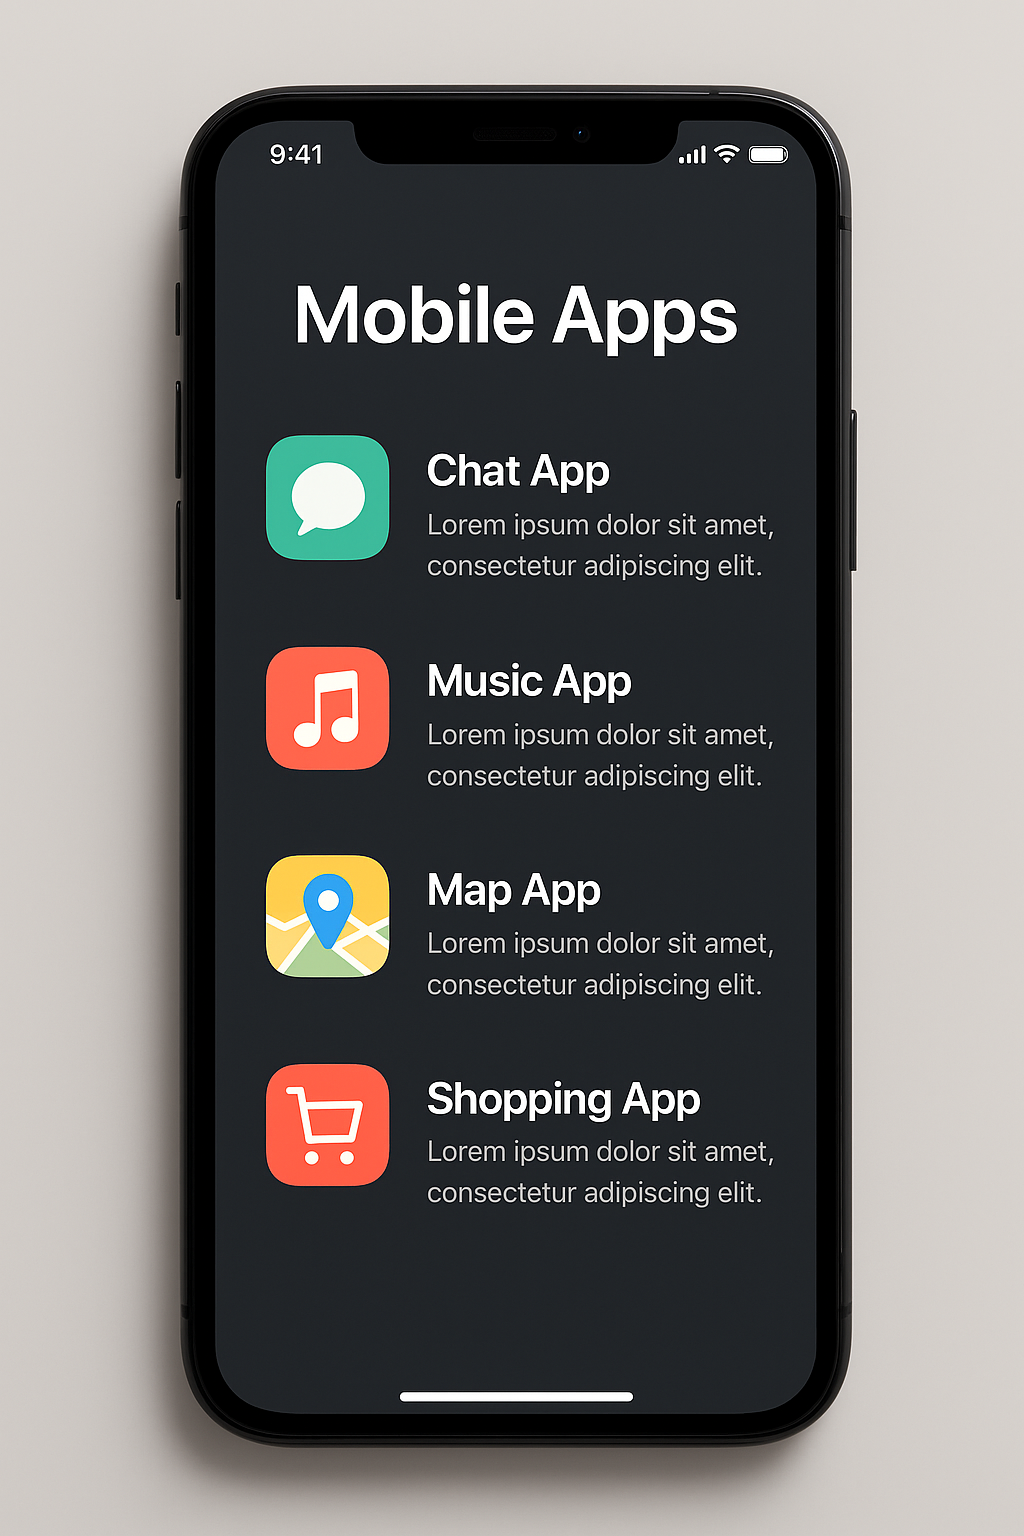 9:41
Mobile Apps
Chat App
Lorem ipsum dolor sit amet,
consectetur adipiscing elit.
Music App
Lorem ipsum dolor sit amet,
consectetur adipiscing elit.
Map App
Lorem ipsum dolor sit amet,
consectetur adipiscing elit.
Shopping App
Lorem ipsum dolor sit amet,
consectetur adipiscing elit.